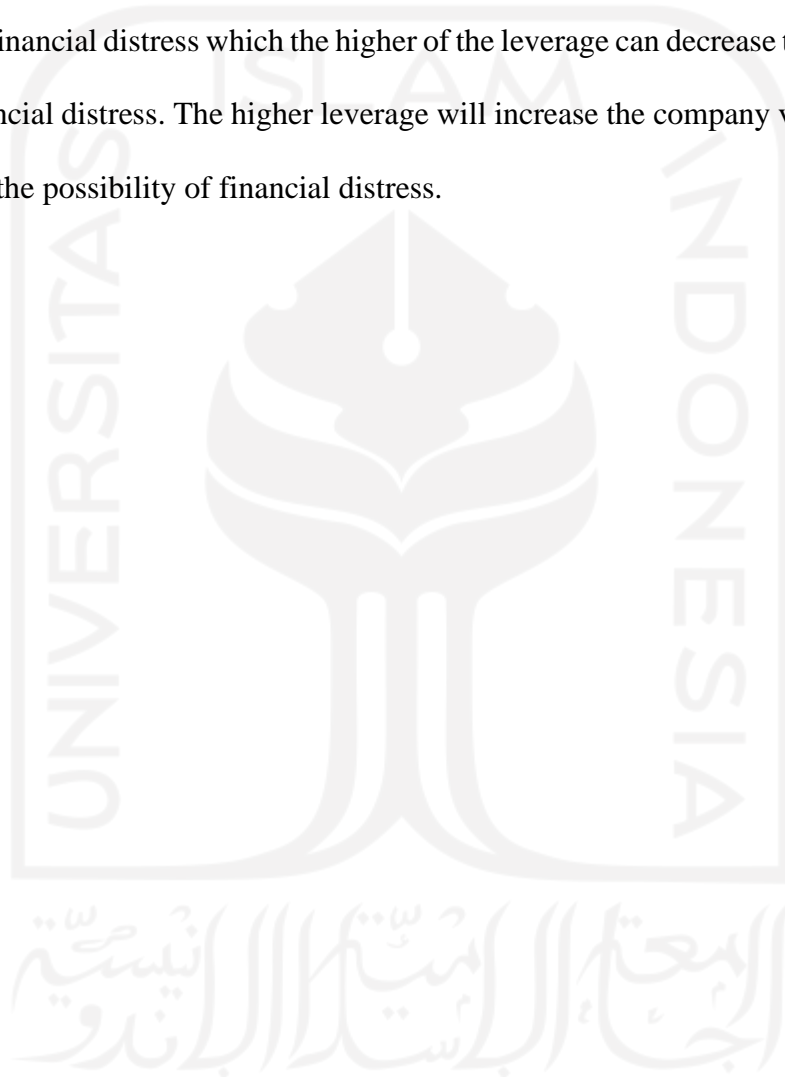 inancial distress which the higher of the leverage can decrease
ncial distress. The higher leverage will increase the company
the possibility of financial distress.
ISLAM
UNIVERSITAS
INDONESIA